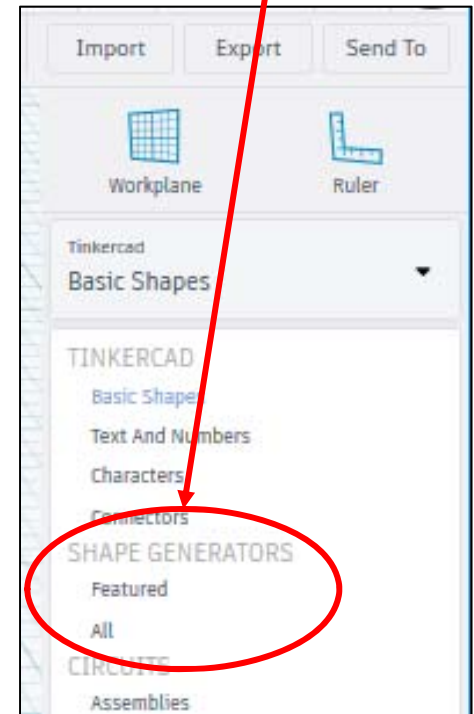 Import Export Send To
Workplane Ruler
Tinkercad
Basic Shapes
TINKERCAD
Basic Shapes
Text And Numbers
Characters
Connectors
SHAPE GENERATORS
Featured
All
CIRCUITS
Assemblies